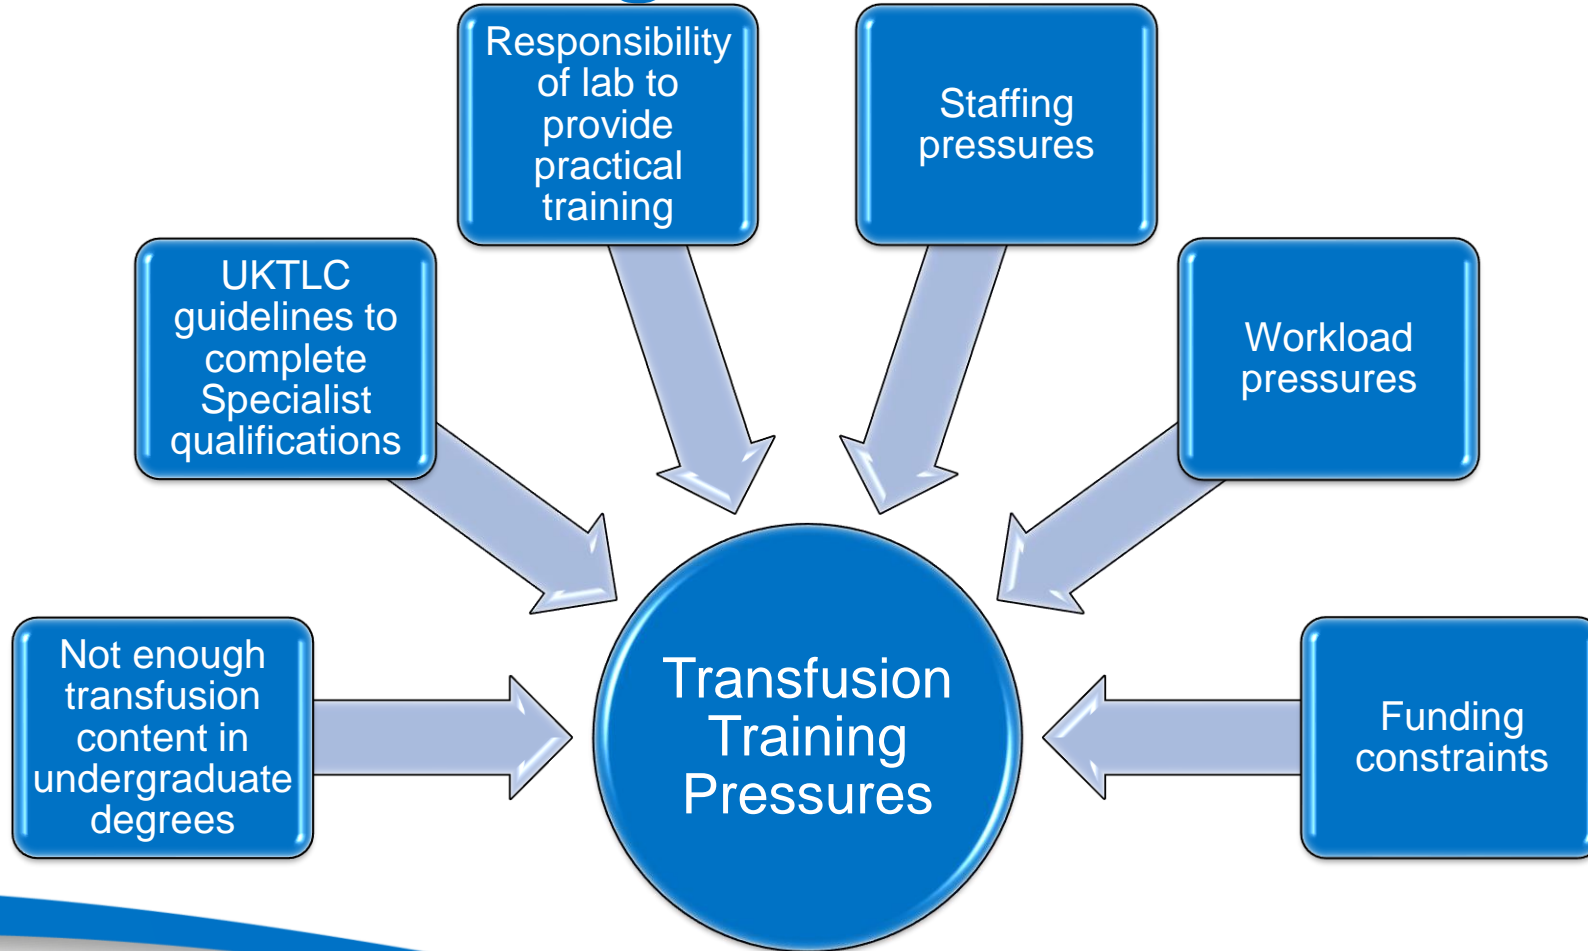 Responsibility
of lab to
provide
practical
training
Staffing
pressures
UKTLC
guidelines to
complete
Specialist
qualifications
Workload
pressures
Not enough
transfusion
content in
undergraduate
degrees
Transfusion
Training
Pressures
Funding
constraints